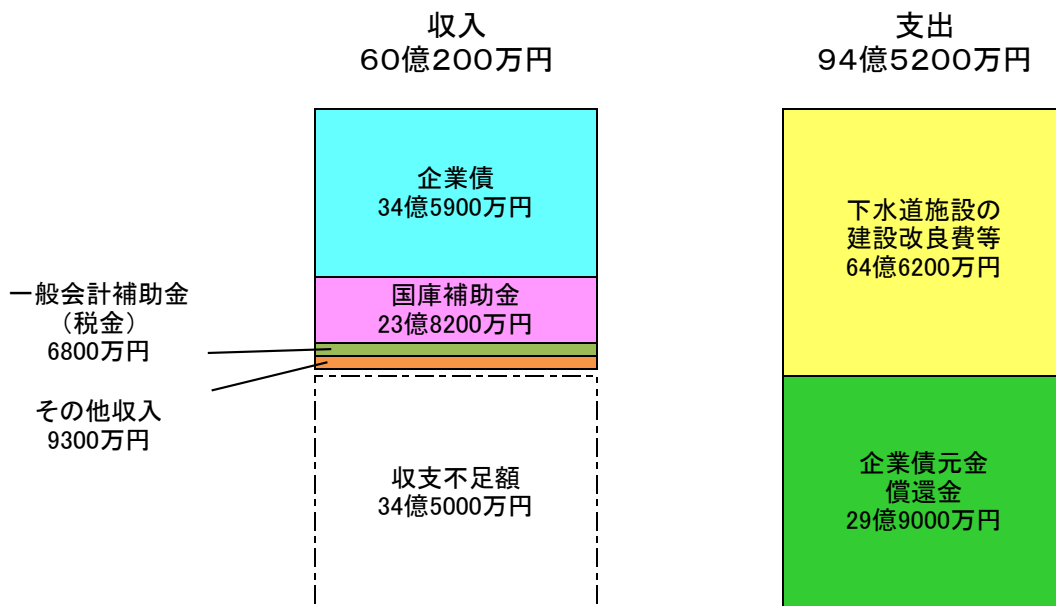 収入
60億200万円
支出
94億5200万円
企業債
34億5900万円
国庫補助金
23億8200万円
一般会計補助金
（税金）
6800万円
その他収入
9300万円
収支不足額
34億5000万円
下水道施設の
建設改良費等
64億6200万円
企業債元金
償還金
29億9000万円